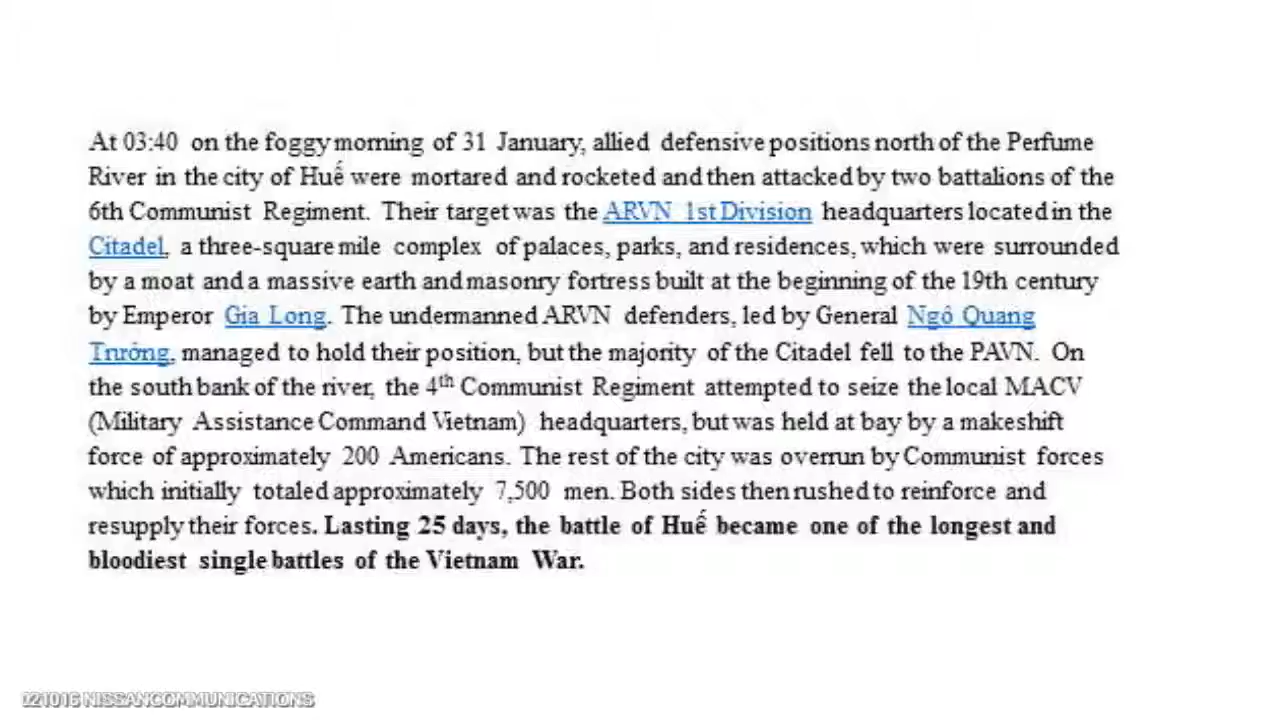 At 03:40 on the foggy morning of 31 January, allied defensive positions north of the Perfume
River in the city of Huế were mortared and rocketed and then attacked by two battalions of the
6th Communist Regiment. Their target was the ARVN 1st Division headquarters located in the
Citadel, a three-square mile complex of palaces, parks, and residences, which were surrounded
by a moat and a massive earth and masonry fortress built at the beginning of the 19th century
by Emperor Gia Long. The undermanned ARVN defenders, led by General Ngô Quang
Trưởng, managed to hold their position, but the majority of the Citadel fell to the PAVN. On
the south bank of the river, the 4th Communist Regiment attempted to seize the local MACV
(Military Assistance Command Vietnam) headquarters, but was held at bay by a makeshift
force of approximately 200 Americans. The rest of the city was overrun by Communist forces
which initially totaled approximately 7,500 men. Both sides then rushed to reinforce and
resupply their forces. Lasting 25 days, the battle of Huế became one of the longest and
bloodiest single battles of the Vietnam War.
021016 NISSANCOMMUNICATIONS